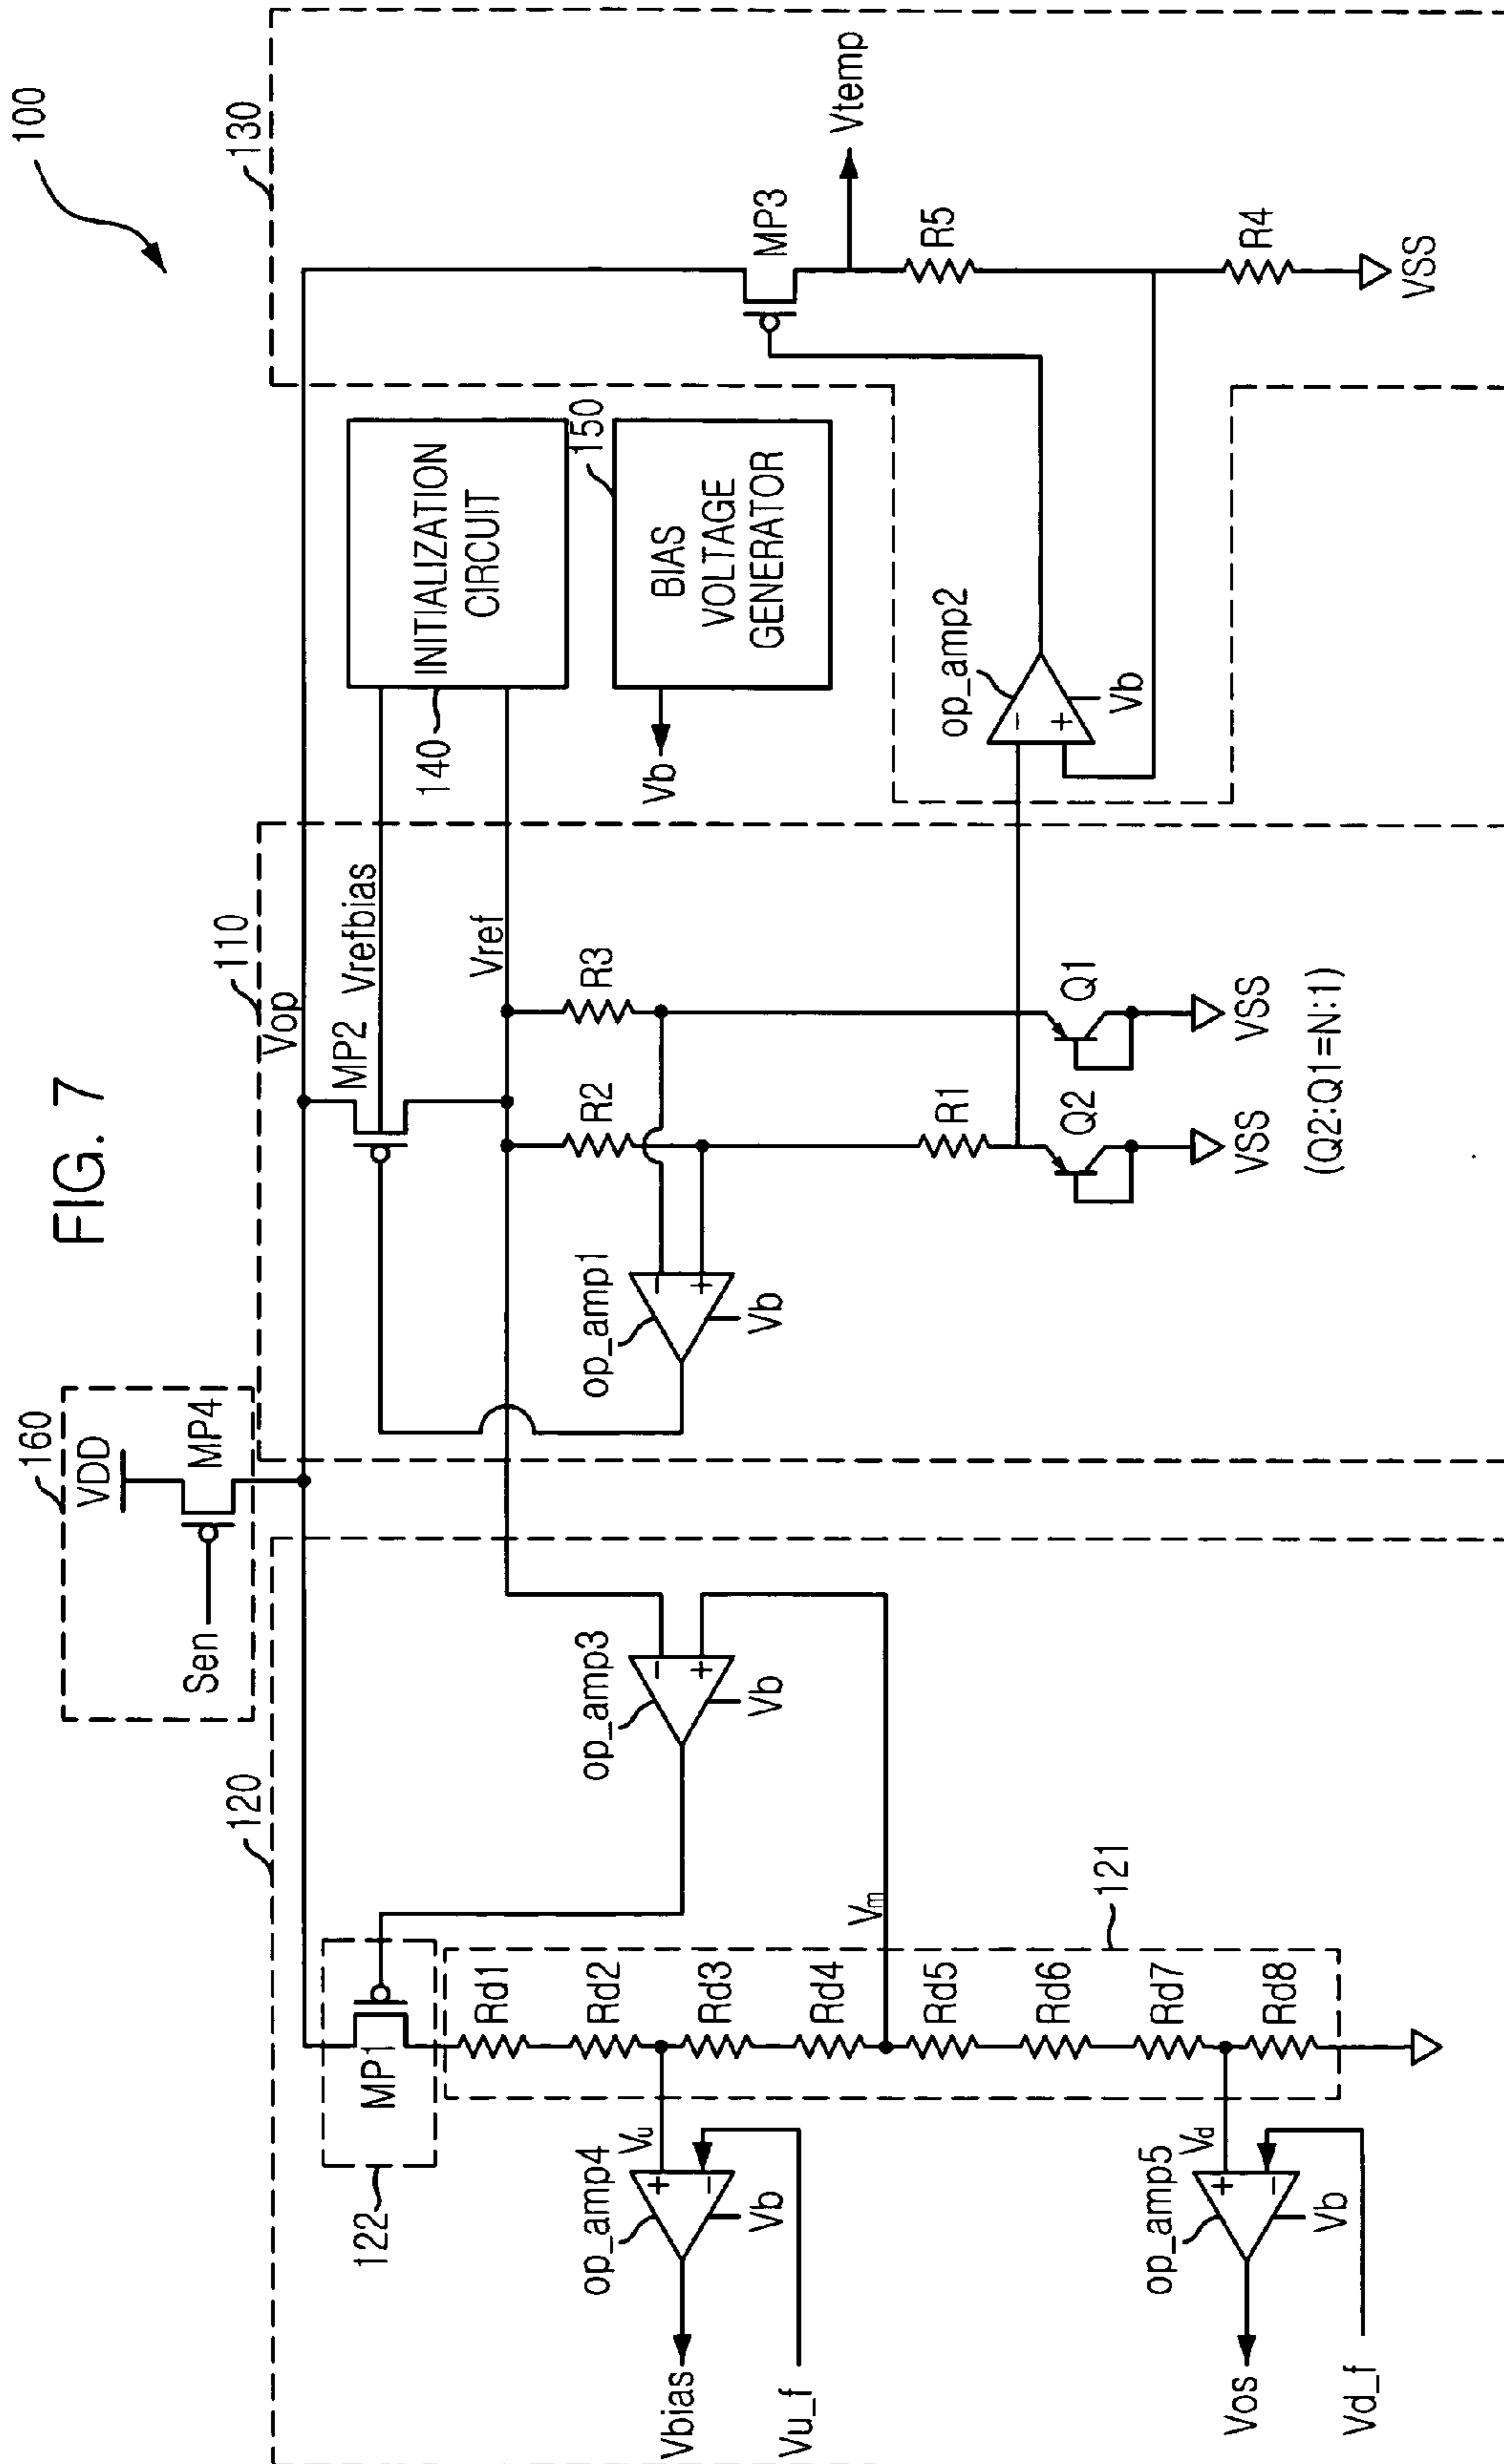 FIG. 7
100
160
VDD
MP4
Sen
120
110
130
Vop
MP2
Vrefbias
Vref
INITIALIZATION
CIRCUIT
140
150
BIAS
VOLTAGE
GENERATOR
Vb
122
MP1
op_amp3
-
+
Vb
op_amp1
-
+
Vb
R2
R3
R1
Q2
Q1
VSS
VSS
(Q2:Q1=N:1)
op_amp2
-
+
Vb
MP3
Vtemp
R5
R4
VSS
Vm
121
Rd1
Rd2
Rd3
Rd4
Rd5
Rd6
Rd7
Rd8
op_amp4
Vu
+
-
Vb
Vbias
Vu_f
op_amp5
Vd
+
-
Vb
Vos
Vd_f